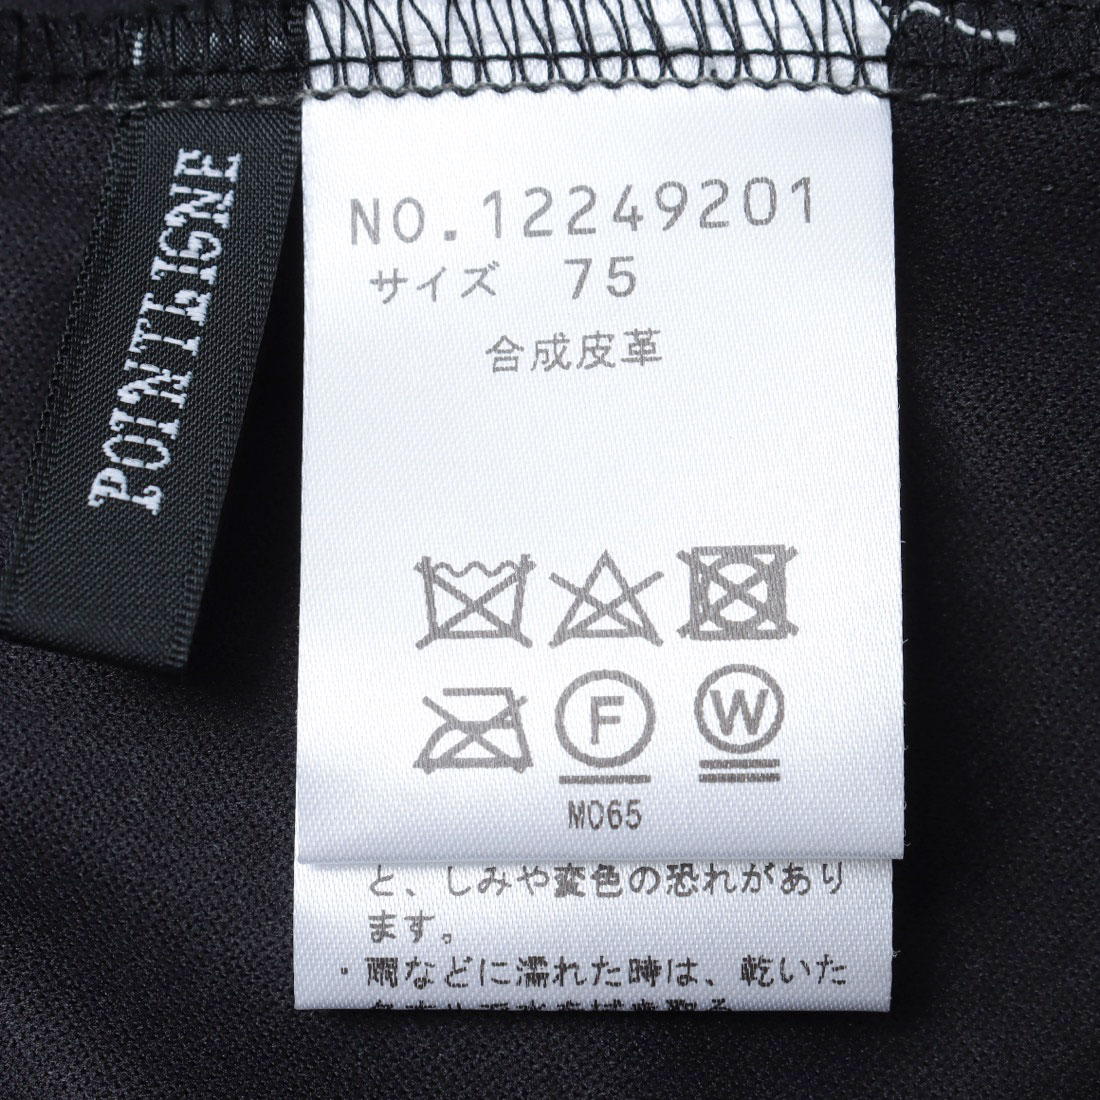 POINTLIGNE
NO.12249201
サイズ 75
合成皮革
F
W
M065
と、しみや変色の恐れがあり
ます。
・雨などに濡れた時は、乾いた